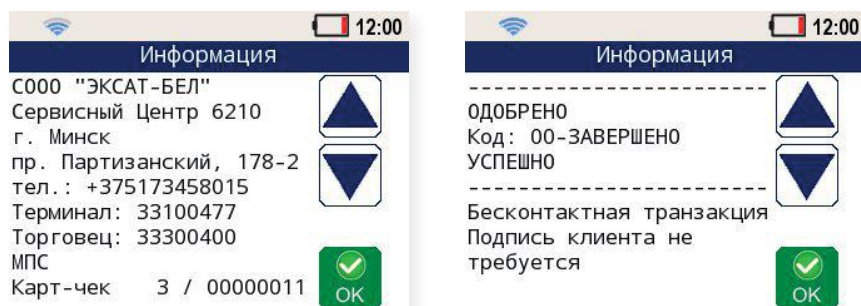 12:00
Информация
СООО "ЭКСАТ-БЕЛ"
Сервисный Центр 6210
г. Минск
пр. Партизанский, 178-2
тел.: +375173458015
Терминал: 33100477
Торговец: 33300400
МПС
Карт-чек 3 / 00000011
OK
12:00
Информация
------------------------
ОДОБРЕНО
Код: 00-ЗАВЕРШЕНО
УСПЕШНО
------------------------
Бесконтактная транзакция
Подпись клиента не
требуется
OK